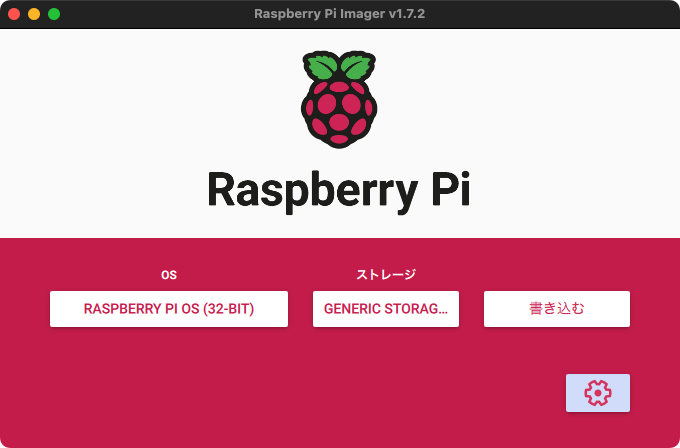 Raspberry Pi Imager v1.7.2
Raspberry Pi
OS
ストレージ
RASPBERRY PI OS (32-BIT)
GENERIC STORAG...
書き込む